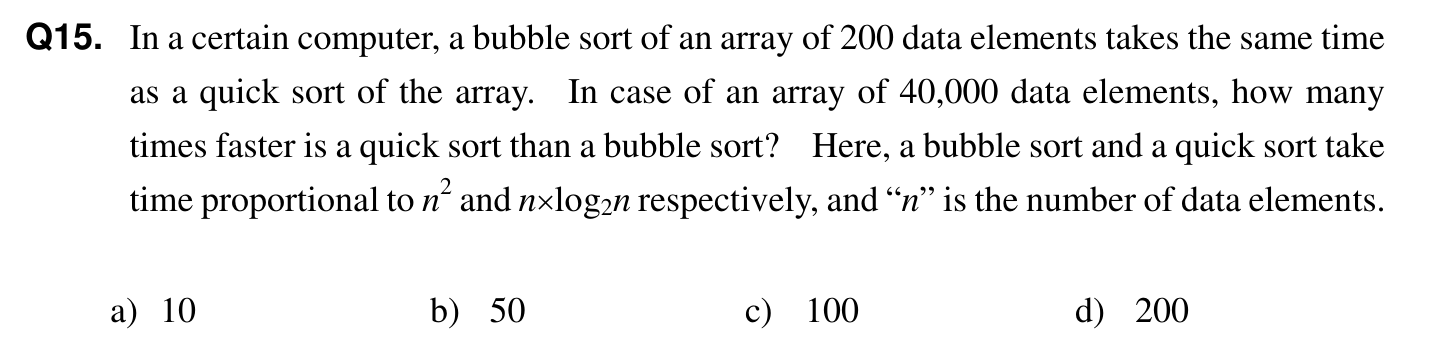 Q15. In a certain computer, a bubble sort of an array of 200 data elements takes the same time
as a quick sort of the array. In case of an array of 40,000 data elements, how many
times faster is a quick sort than a bubble sort? Here, a bubble sort and a quick sort take
time proportional to n² and n×log₂n respectively, and “n” is the number of data elements.
a) 10 b) 50 c) 100 d) 200